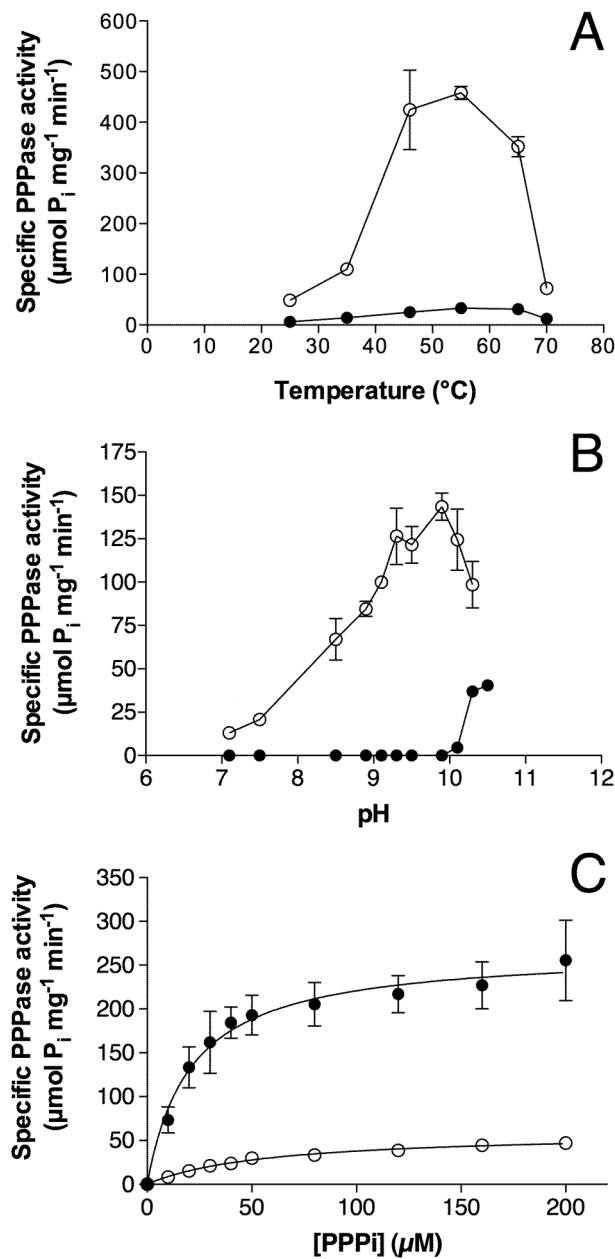 A
Specific PPPase activity
(µmol Pi mg-1 min-1)
600
500
400
300
200
100
0
0 10 20 30 40 50 60 70 80
Temperature (°C)
B
Specific PPPase activity
(µmol Pi mg-1 min-1)
175
150
125
100
75
50
25
0
6 7 8 9 10 11 12
pH
C
Specific PPPase activity
(µmol Pi mg-1 min-1)
350
300
250
200
150
100
50
0
0 50 100 150 200
[PPPi] (µM)